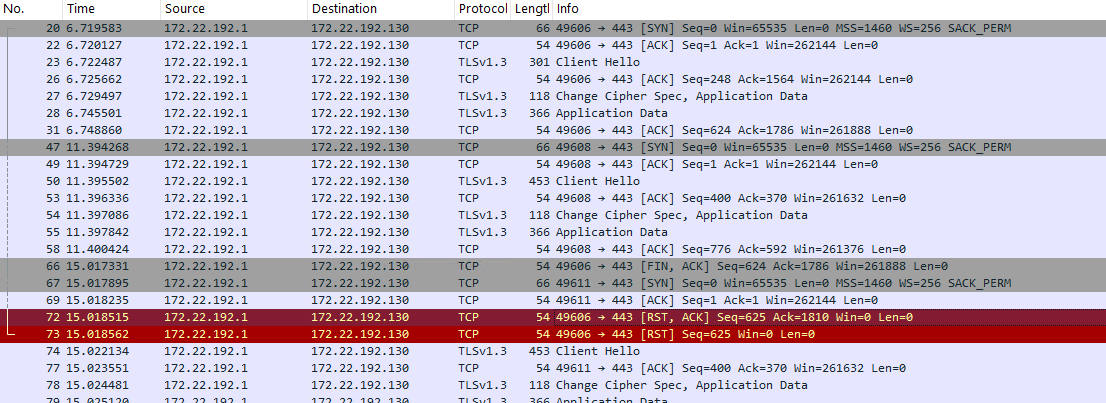 No. Time Source Destination Protocol Lengtl Info
20 6.719583 172.22.192.1 172.22.192.130 TCP 66 49606 → 443 [SYN] Seq=0 Win=65535 Len=0 MSS=1460 WS=256 SACK_PERM
22 6.720127 172.22.192.1 172.22.192.130 TCP 54 49606 → 443 [ACK] Seq=1 Ack=1 Win=262144 Len=0
23 6.722487 172.22.192.1 172.22.192.130 TLSv1.3 301 Client Hello
26 6.725662 172.22.192.1 172.22.192.130 TCP 54 49606 → 443 [ACK] Seq=248 Ack=1564 Win=262144 Len=0
27 6.729497 172.22.192.1 172.22.192.130 TLSv1.3 118 Change Cipher Spec, Application Data
28 6.745501 172.22.192.1 172.22.192.130 TLSv1.3 366 Application Data
31 6.748860 172.22.192.1 172.22.192.130 TCP 54 49606 → 443 [ACK] Seq=624 Ack=1786 Win=261888 Len=0
47 11.394268 172.22.192.1 172.22.192.130 TCP 66 49608 → 443 [SYN] Seq=0 Win=65535 Len=0 MSS=1460 WS=256 SACK_PERM
49 11.394729 172.22.192.1 172.22.192.130 TCP 54 49608 → 443 [ACK] Seq=1 Ack=1 Win=262144 Len=0
50 11.395502 172.22.192.1 172.22.192.130 TLSv1.3 453 Client Hello
53 11.396336 172.22.192.1 172.22.192.130 TCP 54 49608 → 443 [ACK] Seq=400 Ack=370 Win=261632 Len=0
54 11.397086 172.22.192.1 172.22.192.130 TLSv1.3 118 Change Cipher Spec, Application Data
55 11.397842 172.22.192.1 172.22.192.130 TLSv1.3 366 Application Data
58 11.400424 172.22.192.1 172.22.192.130 TCP 54 49608 → 443 [ACK] Seq=776 Ack=592 Win=261376 Len=0
66 15.017331 172.22.192.1 172.22.192.130 TCP 54 49606 → 443 [FIN, ACK] Seq=624 Ack=1786 Win=261888 Len=0
67 15.017895 172.22.192.1 172.22.192.130 TCP 66 49611 → 443 [SYN] Seq=0 Win=65535 Len=0 MSS=1460 WS=256 SACK_PERM
69 15.018235 172.22.192.1 172.22.192.130 TCP 54 49611 → 443 [ACK] Seq=1 Ack=1 Win=262144 Len=0
72 15.018515 172.22.192.1 172.22.192.130 TCP 54 49606 → 443 [RST, ACK] Seq=625 Ack=1810 Win=0 Len=0
73 15.018562 172.22.192.1 172.22.192.130 TCP 54 49606 → 443 [RST] Seq=625 Win=0 Len=0
74 15.022134 172.22.192.1 172.22.192.130 TLSv1.3 453 Client Hello
77 15.023551 172.22.192.1 172.22.192.130 TCP 54 49611 → 443 [ACK] Seq=400 Ack=370 Win=261632 Len=0
78 15.024481 172.22.192.1 172.22.192.130 TLSv1.3 118 Change Cipher Spec, Application Data
79 15.025120 172.22.192.1 172.22.192.130 TLSv1.3 366 Application Data